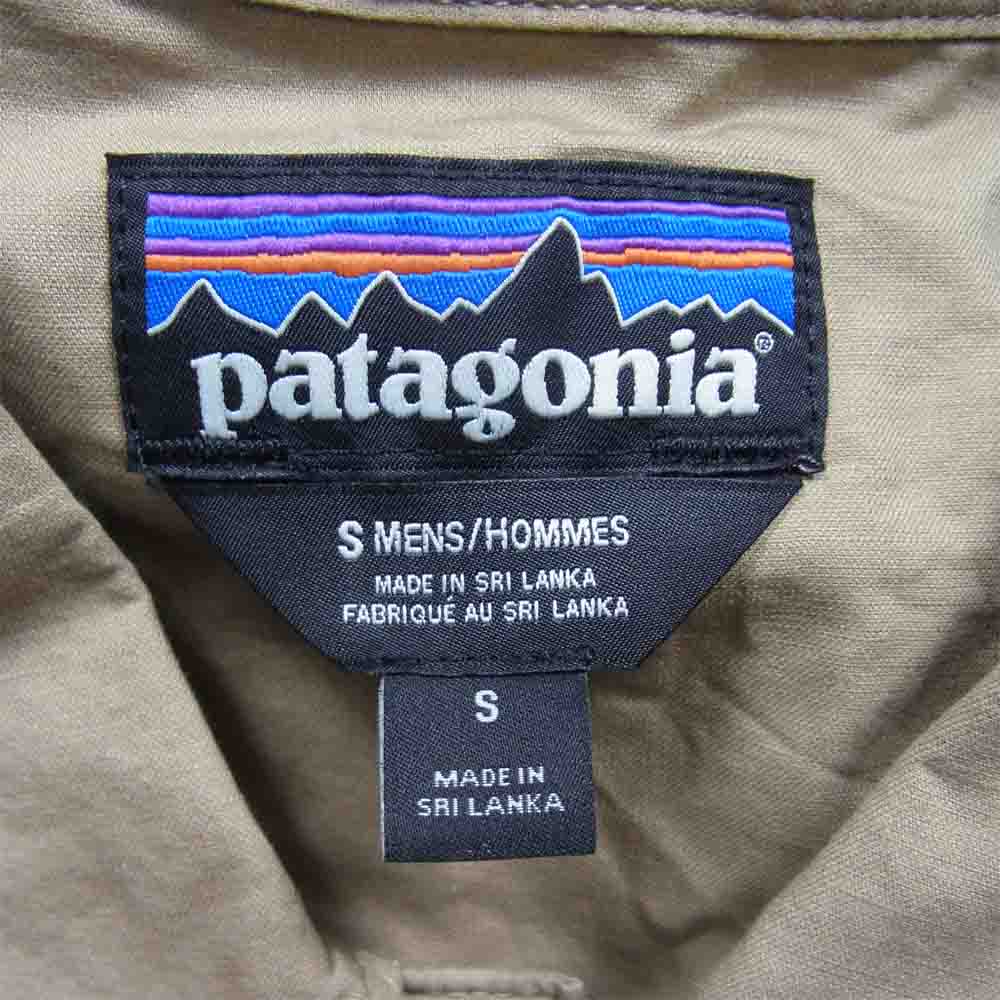 patagonia®
S MENS/HOMMES
MADE IN SRI LANKA
FABRIQUÉ AU SRI LANKA
S
MADE IN
SRI LANKA